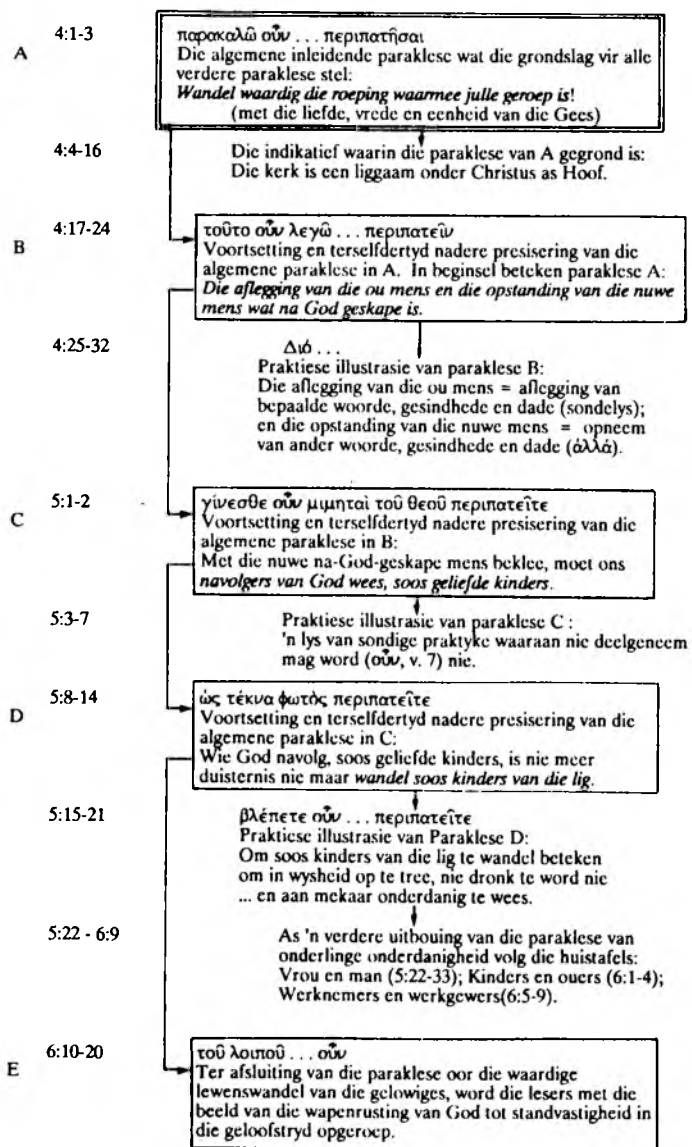 4:1-3
A
παρακαλῶ οὖν . . . περιπατῆσαι
Die algemene inleidende paraklese wat die grondslag vir alle
verdere paraklese stel:
Wandel waardig die roeping waarmee julle geroep is!
(met die liefde, vrede en eenheid van die Gees)
4:4-16
Die indikatief waarin die paraklese van A gegrond is:
Die kerk is een liggaam onder Christus as Hoof.
4:17-24
B
τοῦτο οὖν λεγῶ . . . περιπατεῖν
Voortsetting en terselfdertyd nadere presisering van die
algemene paraklese in A. In beginsel beteken paraklese A:
Die aflegging van die ou mens en die opstanding van die nuwe
mens wat na God geskape is.
4:25-32
Διό . . .
Praktiese illustrasie van paraklese B:
Die aflegging van die ou mens = aflegging van
bepaalde woorde, gesindhede en dade (sondelys);
en die opstanding van die nuwe mens = opneem
van ander woorde, gesindhede en dade (ἀλλά).
5:1-2
C
γίνεσθε οὖν μιμηταὶ τοῦ θεοῦ περιπατεῖτε
Voortsetting en terselfdertyd nadere presisering van die
algemene paraklese in B:
Met die nuwe na-God-geskape mens beklee, moet ons
navolgers van God wees, soos geliefde kinders.
5:3-7
Praktiese illustrasie van paraklese C :
'n lys van sondige praktyke waaraan nie deelgeneem
mag word (οὖν, v. 7) nie.
5:8-14
D
ὡς τέκνα φωτὸς περιπατεῖτε
Voortsetting en terselfdertyd nadere presisering van die
algemene paraklese in C:
Wie God navolg, soos geliefde kinders, is nie meer
duisternis nie maar wandel soos kinders van die lig.
5:15-21
βλέπετε οὖν . . . περιπατεῖτε
Praktiese illustrasie van Paraklese D:
Om soos kinders van die lig te wandel beteken
om in wysheid op te tree, nie dronk te word nie
... en aan mekaar onderdanig te wees.
5:22 - 6:9
As 'n verdere uitbouing van die paraklese van
onderlinge onderdanigheid volg die huistafels:
Vrou en man (5:22-33); Kinders en ouers (6:1-4);
Werknemers en werkgewers(6:5-9).
6:10-20
E
τοῦ λοιποῦ . . . οὖν
Ter afsluiting van die paraklese oor die waardige
lewenswandel van die gelowiges, word die lesers met die
beeld van die wapenrusting van God tot standvastigheid in
die geloofstryd opgeroep.